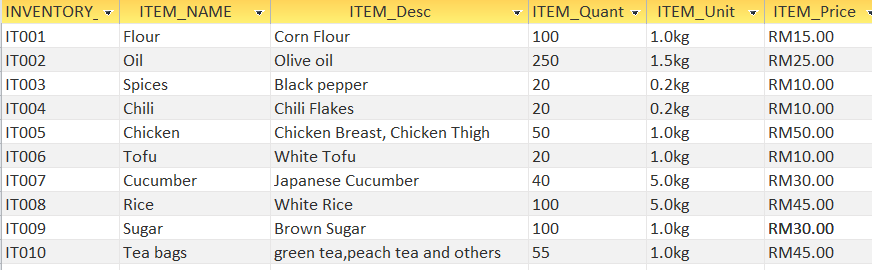 INVENTORY_ ITEM_NAME ITEM_Desc ITEM_Quant ITEM_Unit ITEM_Price
IT001 Flour Corn Flour 100 1.0kg RM15.00
IT002 Oil Olive oil 250 1.5kg RM25.00
IT003 Spices Black pepper 20 0.2kg RM10.00
IT004 Chili Chili Flakes 20 0.2kg RM10.00
IT005 Chicken Chicken Breast, Chicken Thigh 50 1.0kg RM50.00
IT006 Tofu White Tofu 20 1.0kg RM10.00
IT007 Cucumber Japanese Cucumber 40 5.0kg RM30.00
IT008 Rice White Rice 100 5.0kg RM45.00
IT009 Sugar Brown Sugar 100 1.0kg RM30.00
IT010 Tea bags green tea,peach tea and others 55 1.0kg RM45.00